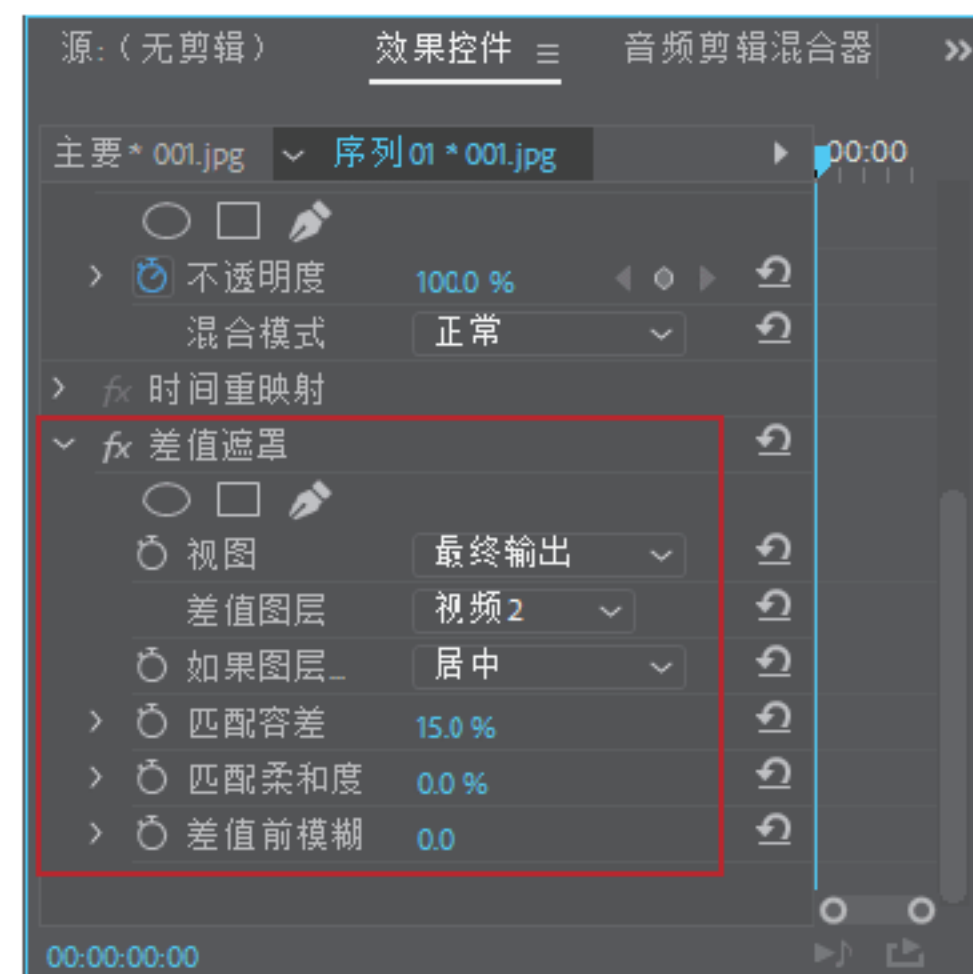 源:（无剪辑） 效果控件 ≡ 音频剪辑混合器 »
主要* 001.jpg 序列 01 * 001.jpg 00:00
不透明度 100.0 %
混合模式 正常
fx 时间重映射
fx 差值遮罩
视图 最终输出
差值图层 视频 2
如果图层... 居中
匹配容差 15.0 %
匹配柔和度 0.0 %
差值前模糊 0.0
00:00:00:00